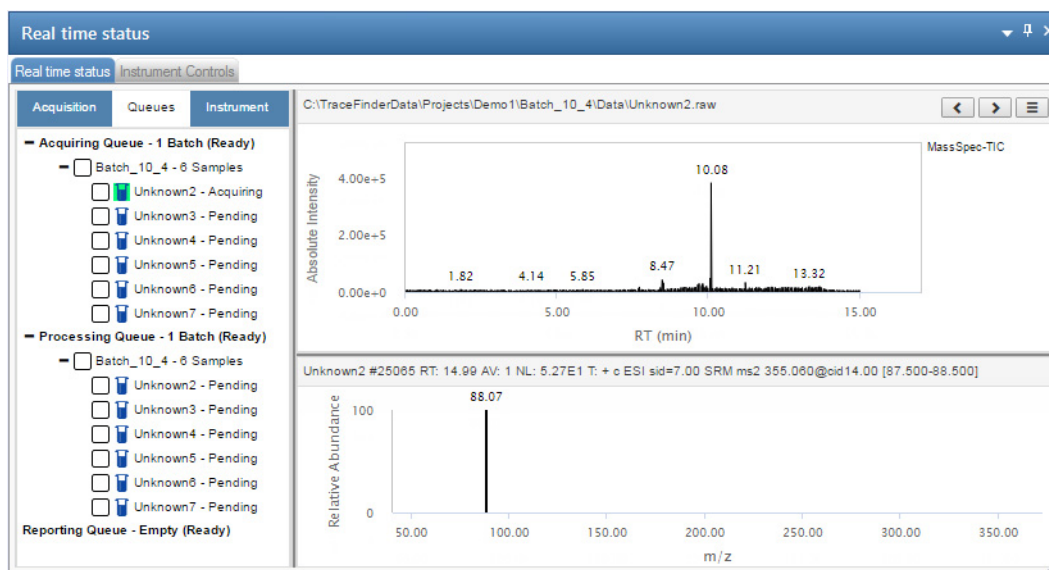 Real time status
Real time status Instrument Controls
Acquisition Queues Instrument
Acquiring Queue - 1 Batch (Ready)
Batch_10_4 - 6 Samples
Unknown2 - Acquiring
Unknown3 - Pending
Unknown4 - Pending
Unknown5 - Pending
Unknown6 - Pending
Unknown7 - Pending
Processing Queue - 1 Batch (Ready)
Batch_10_4 - 6 Samples
Unknown2 - Pending
Unknown3 - Pending
Unknown4 - Pending
Unknown5 - Pending
Unknown6 - Pending
Unknown7 - Pending
Reporting Queue - Empty (Ready)
C:\TraceFinderData\Projects\Demo1\Batch_10_4\Data\Unknown2.raw
MassSpec-TIC
Absolute Intensity
4.00e+5
2.00e+5
0.00e+0
1.82 4.14 5.85 8.47 10.08 11.21 13.32
0.00 5.00 10.00 15.00
RT (min)
Unknown2 #25065 RT: 14.99 AV: 1 NL: 5.27E1 T: + c ESI sid=7.00 SRM ms2 355.060@cid14.00 [87.500-88.500]
88.07
Relative Abundance
100
0
50.00 100.00 150.00 200.00 250.00 300.00 350.00
m/z